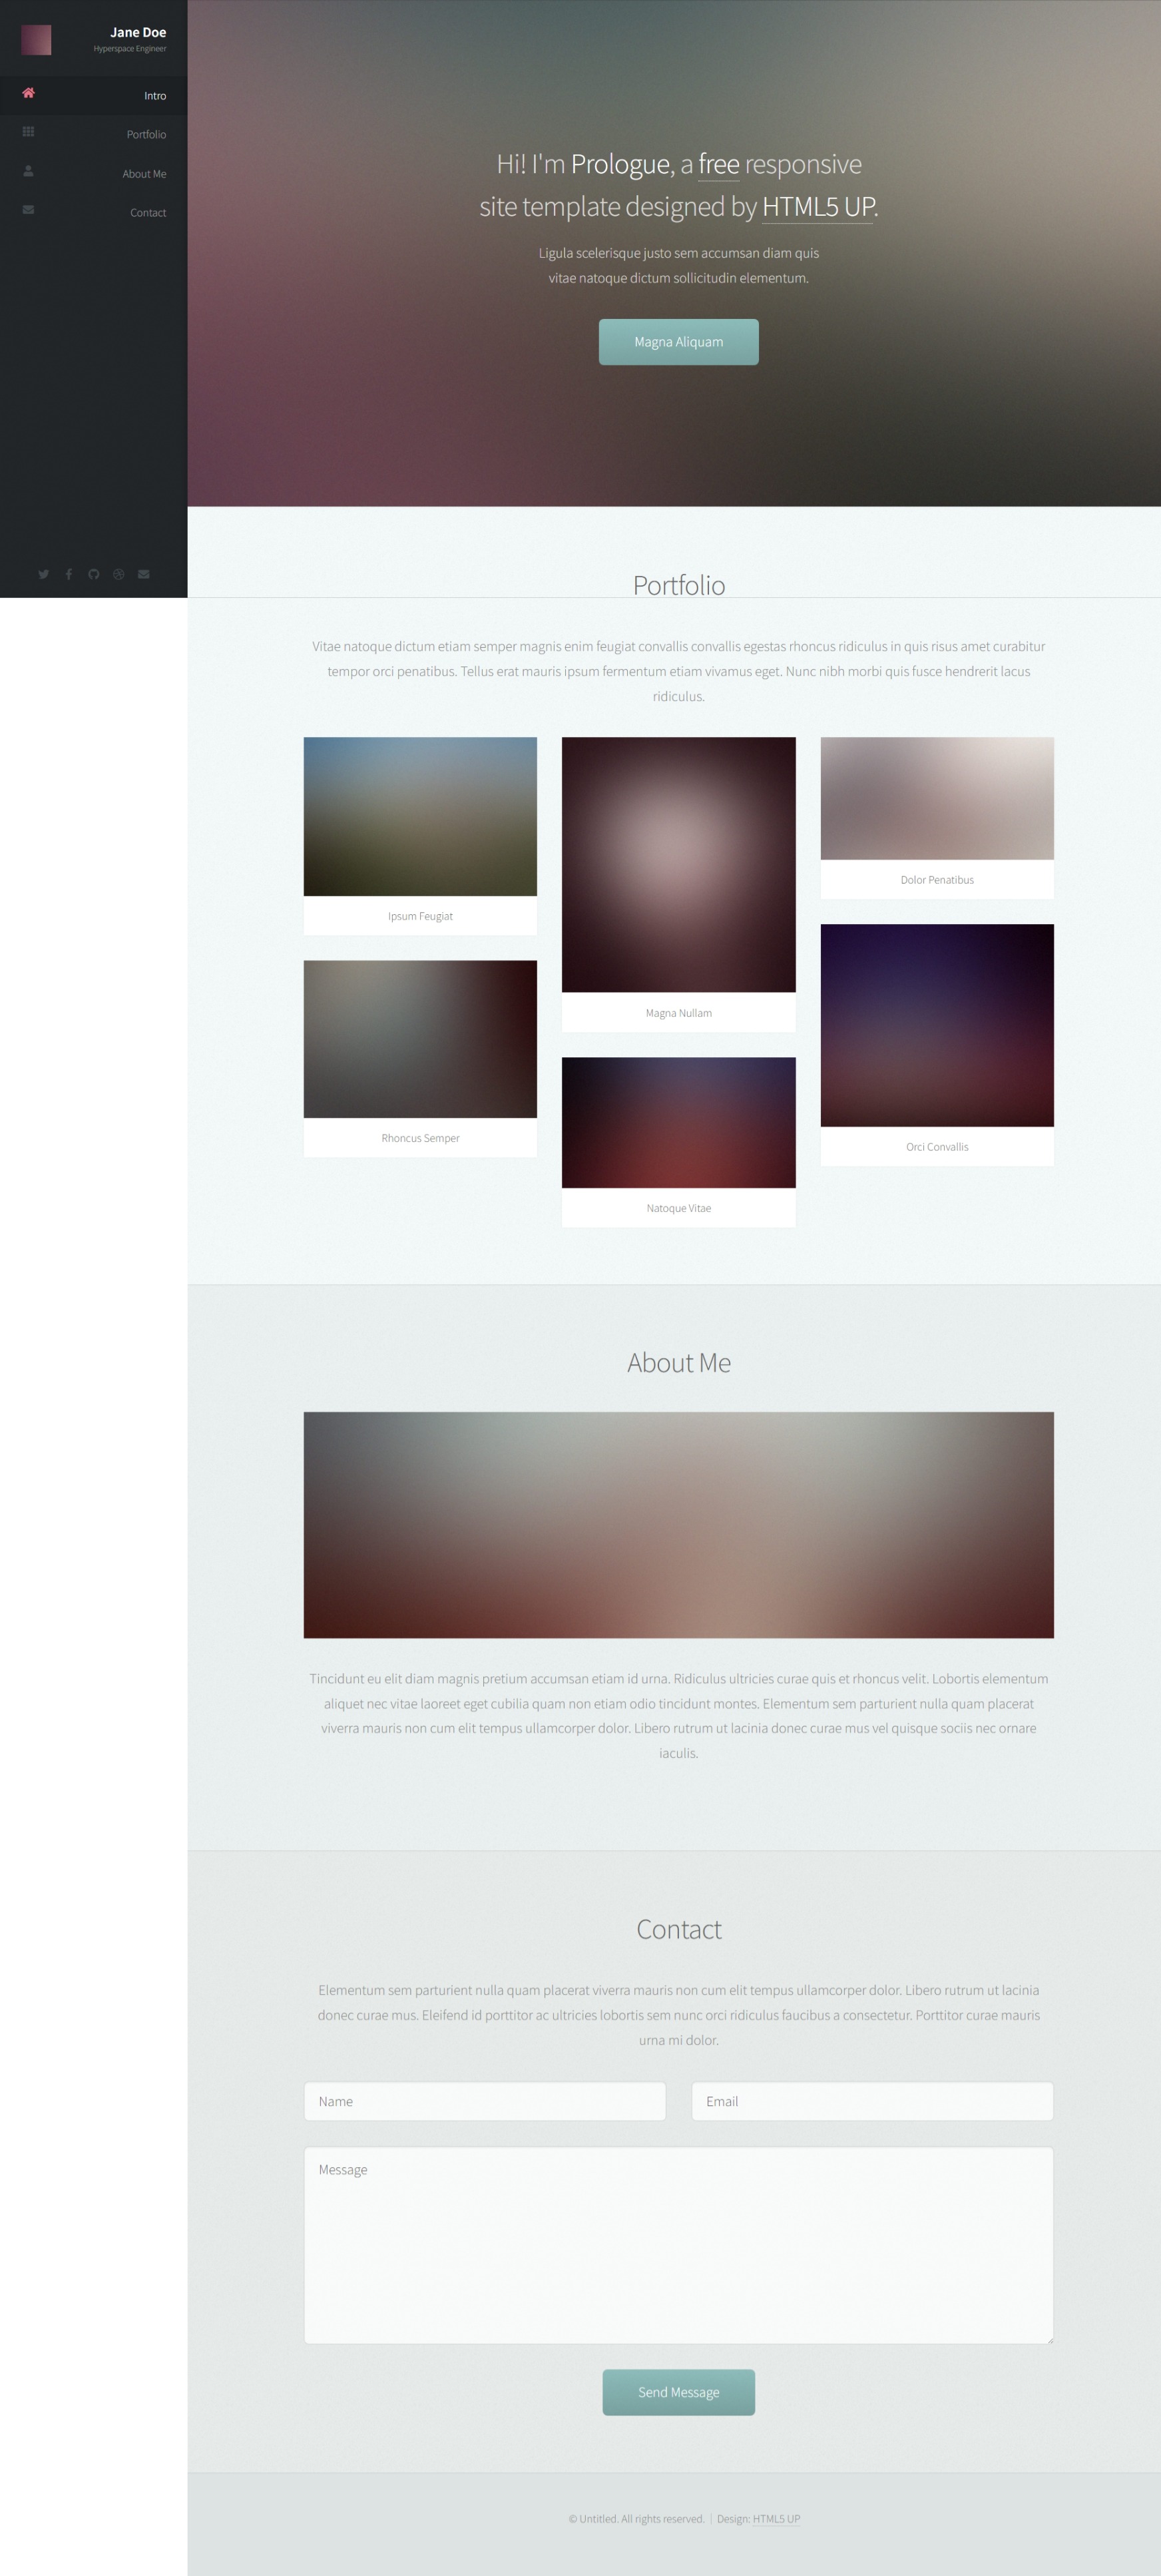 Jane Doe
Hyperspace Engineer
Intro
Portfolio
About Me
Contact
Hi! I'm Prologue, a free responsive
site template designed by HTML5 UP.
Ligula scelerisque justo sem accumsan diam quis
vitae natoque dictum sollicitudin elementum.
Magna Aliquam
Portfolio
Vitae natoque dictum etiam semper magnis enim feugiat convallis convallis egestas rhoncus ridiculus in quis risus amet curabitur
tempor orci penatibus. Tellus erat mauris ipsum fermentum etiam vivamus eget. Nunc nibh morbi quis fusce hendrerit lacus
ridiculus.
Ipsum Feugiat
Rhoncus Semper
Magna Nullam
Natoque Vitae
Dolor Penatibus
Orci Convallis
About Me
Tincidunt eu elit diam magnis pretium accumsan etiam id urna. Ridiculus ultricies curae quis et rhoncus velit. Lobortis elementum
aliquet nec vitae laoreet eget cubilia quam non etiam odio tincidunt montes. Elementum sem parturient nulla quam placerat
viverra mauris non cum elit tempus ullamcorper dolor. Libero rutrum ut lacinia donec curae mus vel quisque sociis nec ornare
iaculis.
Contact
Elementum sem parturient nulla quam placerat viverra mauris non cum elit tempus ullamcorper dolor. Libero rutrum ut lacinia
donec curae mus. Eleifend id porttitor ac ultricies lobortis sem nunc orci ridiculus faucibus a consectetur. Porttitor curae mauris
urna mi dolor.
Name
Email
Message
Send Message
© Untitled. All rights reserved. | Design: HTML5 UP